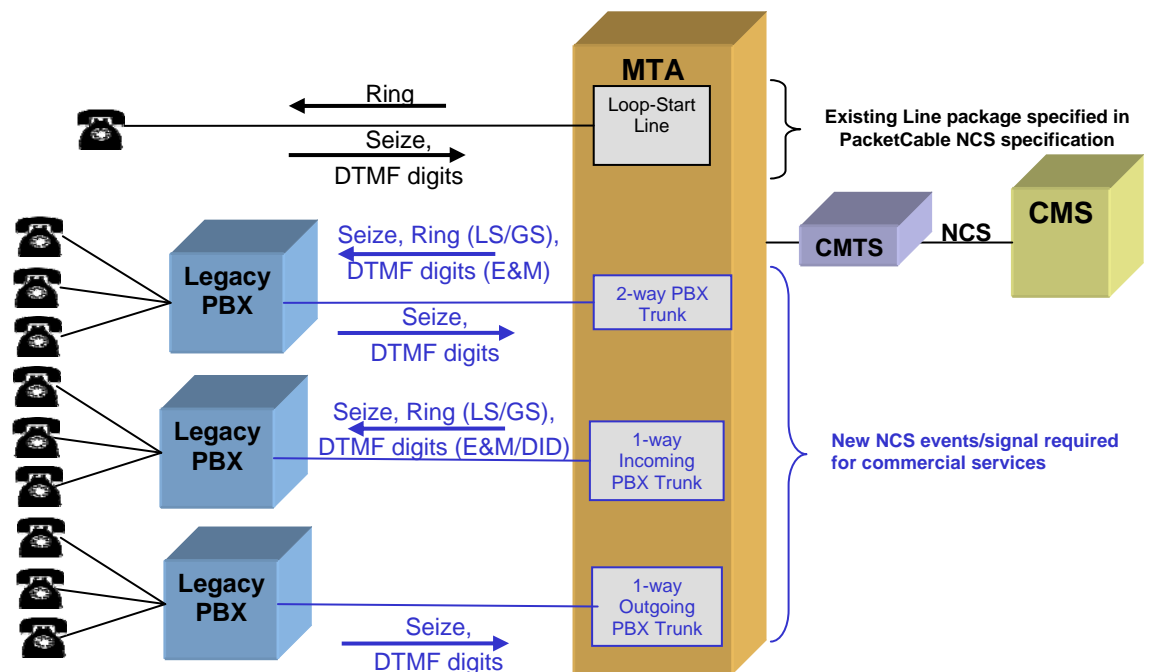 MTA
Ring
Loop-Start
Line
Seize,
DTMF digits
Existing Line package specified in
PacketCable NCS specification
CMTS
NCS
CMS
Legacy
PBX
Seize, Ring (LS/GS),
DTMF digits (E&M)
2-way PBX
Trunk
Seize,
DTMF digits
Legacy
PBX
Seize, Ring (LS/GS),
DTMF digits (E&M/DID)
1-way
Incoming
PBX Trunk
New NCS events/signal required
for commercial services
Legacy
PBX
1-way
Outgoing
PBX Trunk
Seize,
DTMF digits